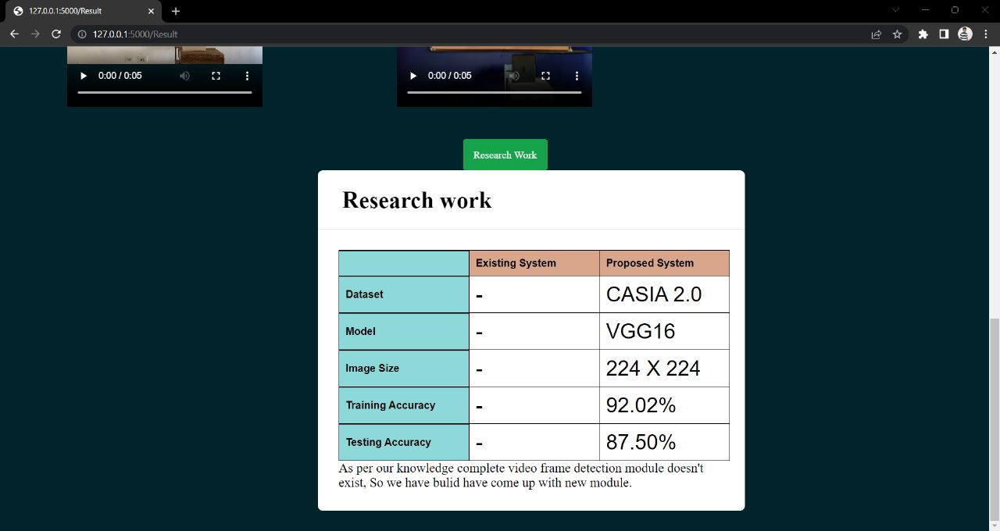 127.0.0.1:5000/Result
127.0.0.1:5000/Result
0:00 / 0:05
0:00 / 0:05
Research Work
Research work
Existing System Proposed System
Dataset - CASIA 2.0
Model - VGG16
Image Size - 224 X 224
Training Accuracy - 92.02%
Testing Accuracy - 87.50%
As per our knowledge complete video frame detection module doesn't
exist, So we have bulid have come up with new module.